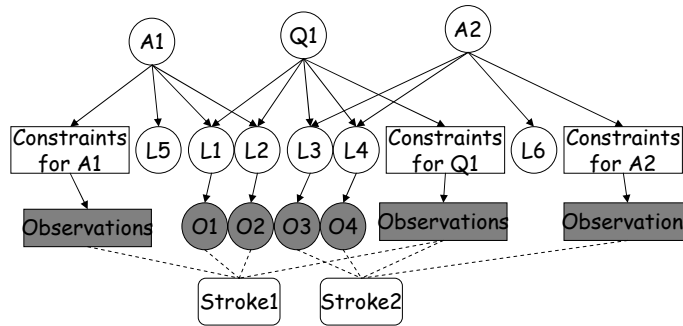 A1
Q1
A2
Constraints
for A1
L5
L1
L2
L3
L4
Constraints
for Q1
L6
Constraints
for A2
Observations
O1
O2
O3
O4
Observations
Observations
Stroke1
Stroke2